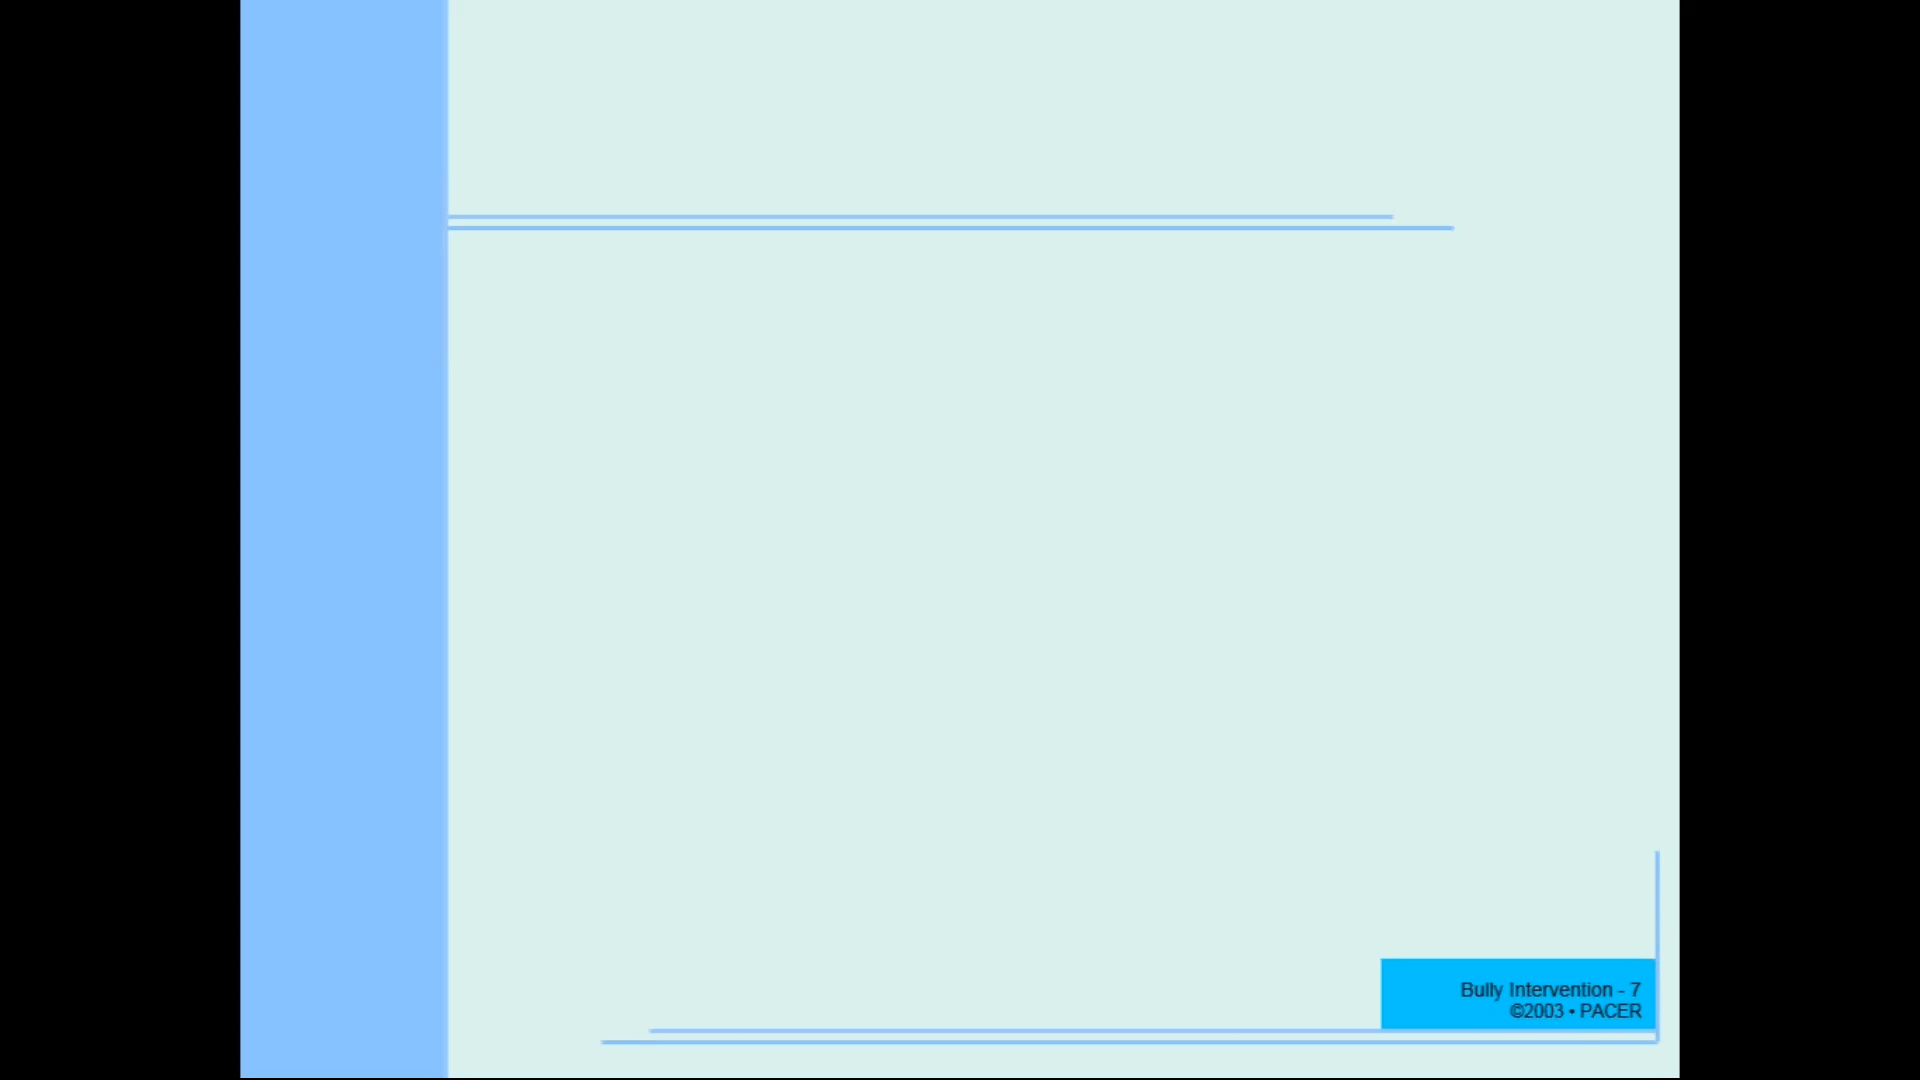 Bully Intervention - 7
©2003 • PACER